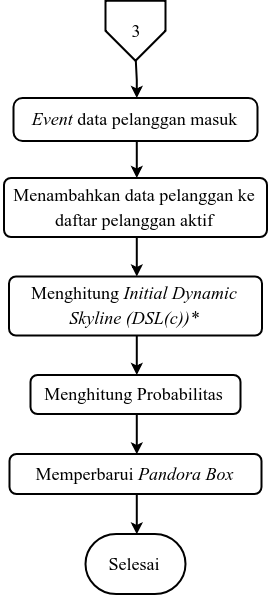 3
Event data pelanggan masuk
Menambahkan data pelanggan ke
daftar pelanggan aktif
Menghitung Initial Dynamic
Skyline (DSL(c))*
Menghitung Probabilitas
Memperbarui Pandora Box
Selesai